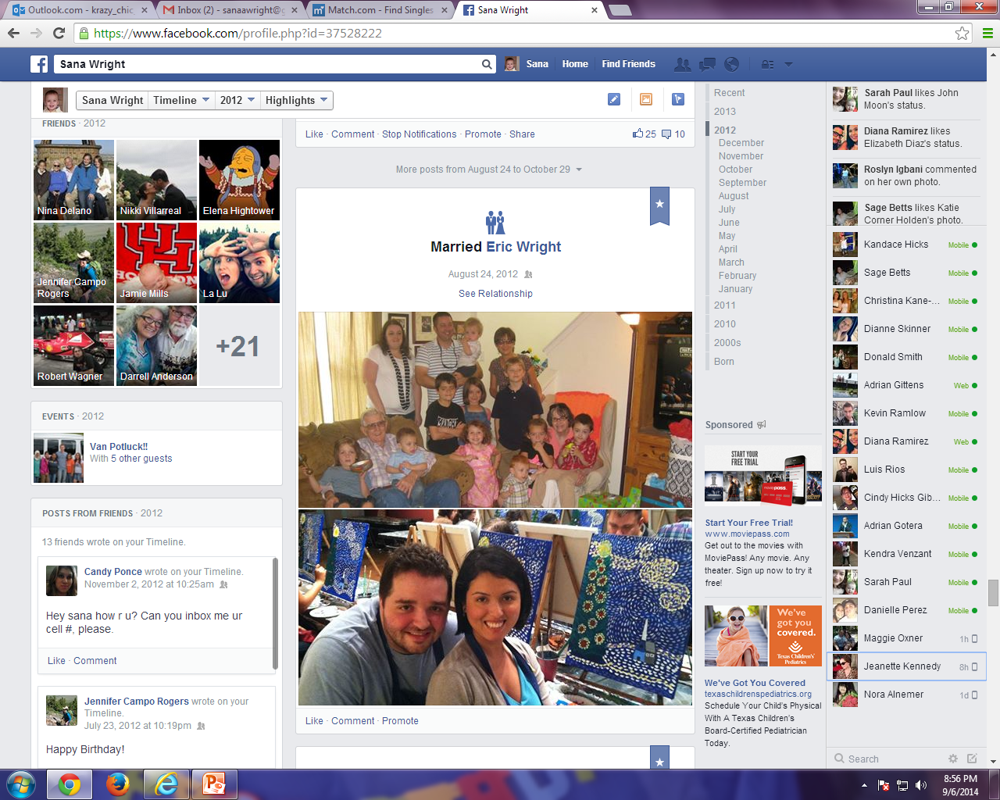 Outlook.com - krazy_chic
Inbox (2) - sanaawright@g
Match.com - Find Singles
Sana Wright
https://www.facebook.com/profile.php?id=37528222
Sana Wright
Sana
Home
Find Friends
Sana Wright
Timeline
2012
Highlights
FRIENDS · 2012
Nina Delano
Nikki Villarreal
Elena Hightower
Jennifer Campo
Rogers
Jamie Mills
La Lu
Robert Wagner
Darrell Anderson
+21
EVENTS · 2012
Van Potluck!!
With 5 other guests
POSTS FROM FRIENDS · 2012
13 friends wrote on your Timeline.
Candy Ponce wrote on your Timeline.
November 2, 2012 at 10:25am
Hey sana how r u? Can you inbox me ur
cell #, please.
Like · Comment
Jennifer Campo Rogers wrote on your
Timeline.
July 23, 2012 at 10:19pm
Happy Birthday!
Like · Comment · Stop Notifications · Promote · Share
25
10
More posts from August 24 to October 29
Married Eric Wright
August 24, 2012
See Relationship
Like · Comment · Promote
Recent
2013
2012
December
November
October
September
August
July
June
May
April
March
February
January
2011
2010
2000s
Born
Sponsored
START YOUR
FREE TRIAL
moviepass
Start Your Free Trial!
www.moviepass.com
Get out to the movies with
MoviePass! Any movie. Any
theater. Sign up now to try it
free!
We've
got you
covered.
Texas Children's
Pediatrics
We've Got You Covered
texaschildrenspediatrics.org
Schedule Your Child's Physical
With A Texas Children's
Board-Certified Pediatrician
Today.
Sarah Paul likes John
Moon's status.
Diana Ramirez likes
Elizabeth Diaz's status.
Roslyn Igbani commented
on her own photo.
Sage Betts likes Katie
Corner Holden's photo.
Kandace Hicks Mobile
Sage Betts Mobile
Christina Kane-... Mobile
Dianne Skinner Mobile
Donald Smith Mobile
Adrian Gittens Web
Kevin Ramlow Mobile
Diana Ramirez Web
Luis Rios Mobile
Cindy Hicks Gib... Mobile
Adrian Gotera Mobile
Kendra Venzant Mobile
Sarah Paul Mobile
Danielle Perez Mobile
Maggie Oxner 1h
Jeanette Kennedy 8h
Nora Alnemer 1d
Search
8:56 PM
9/6/2014